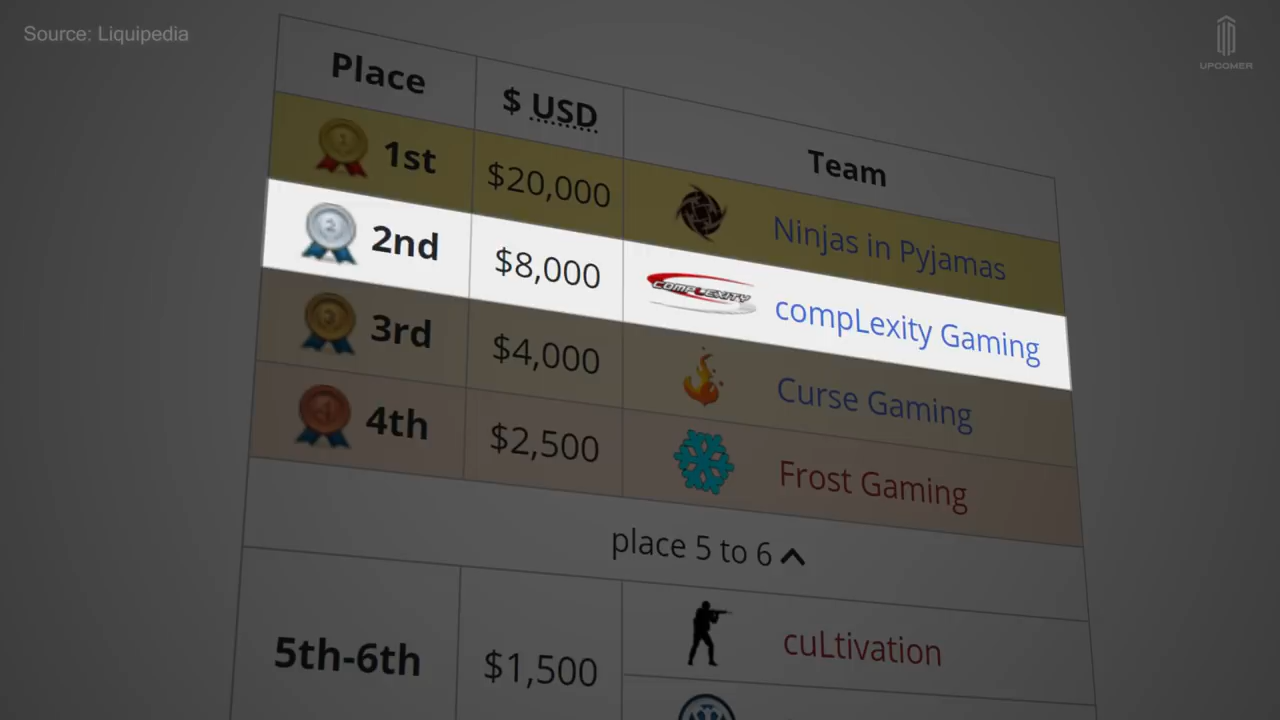 Source: Liquipedia
UPCOMER
Place $ USD Team
1st $20,000 Ninjas in Pyjamas
2nd $8,000 COMPLEXITY compLexity Gaming
3rd $4,000 Curse Gaming
4th $2,500 Frost Gaming
place 5 to 6
5th-6th $1,500 cuLtivation